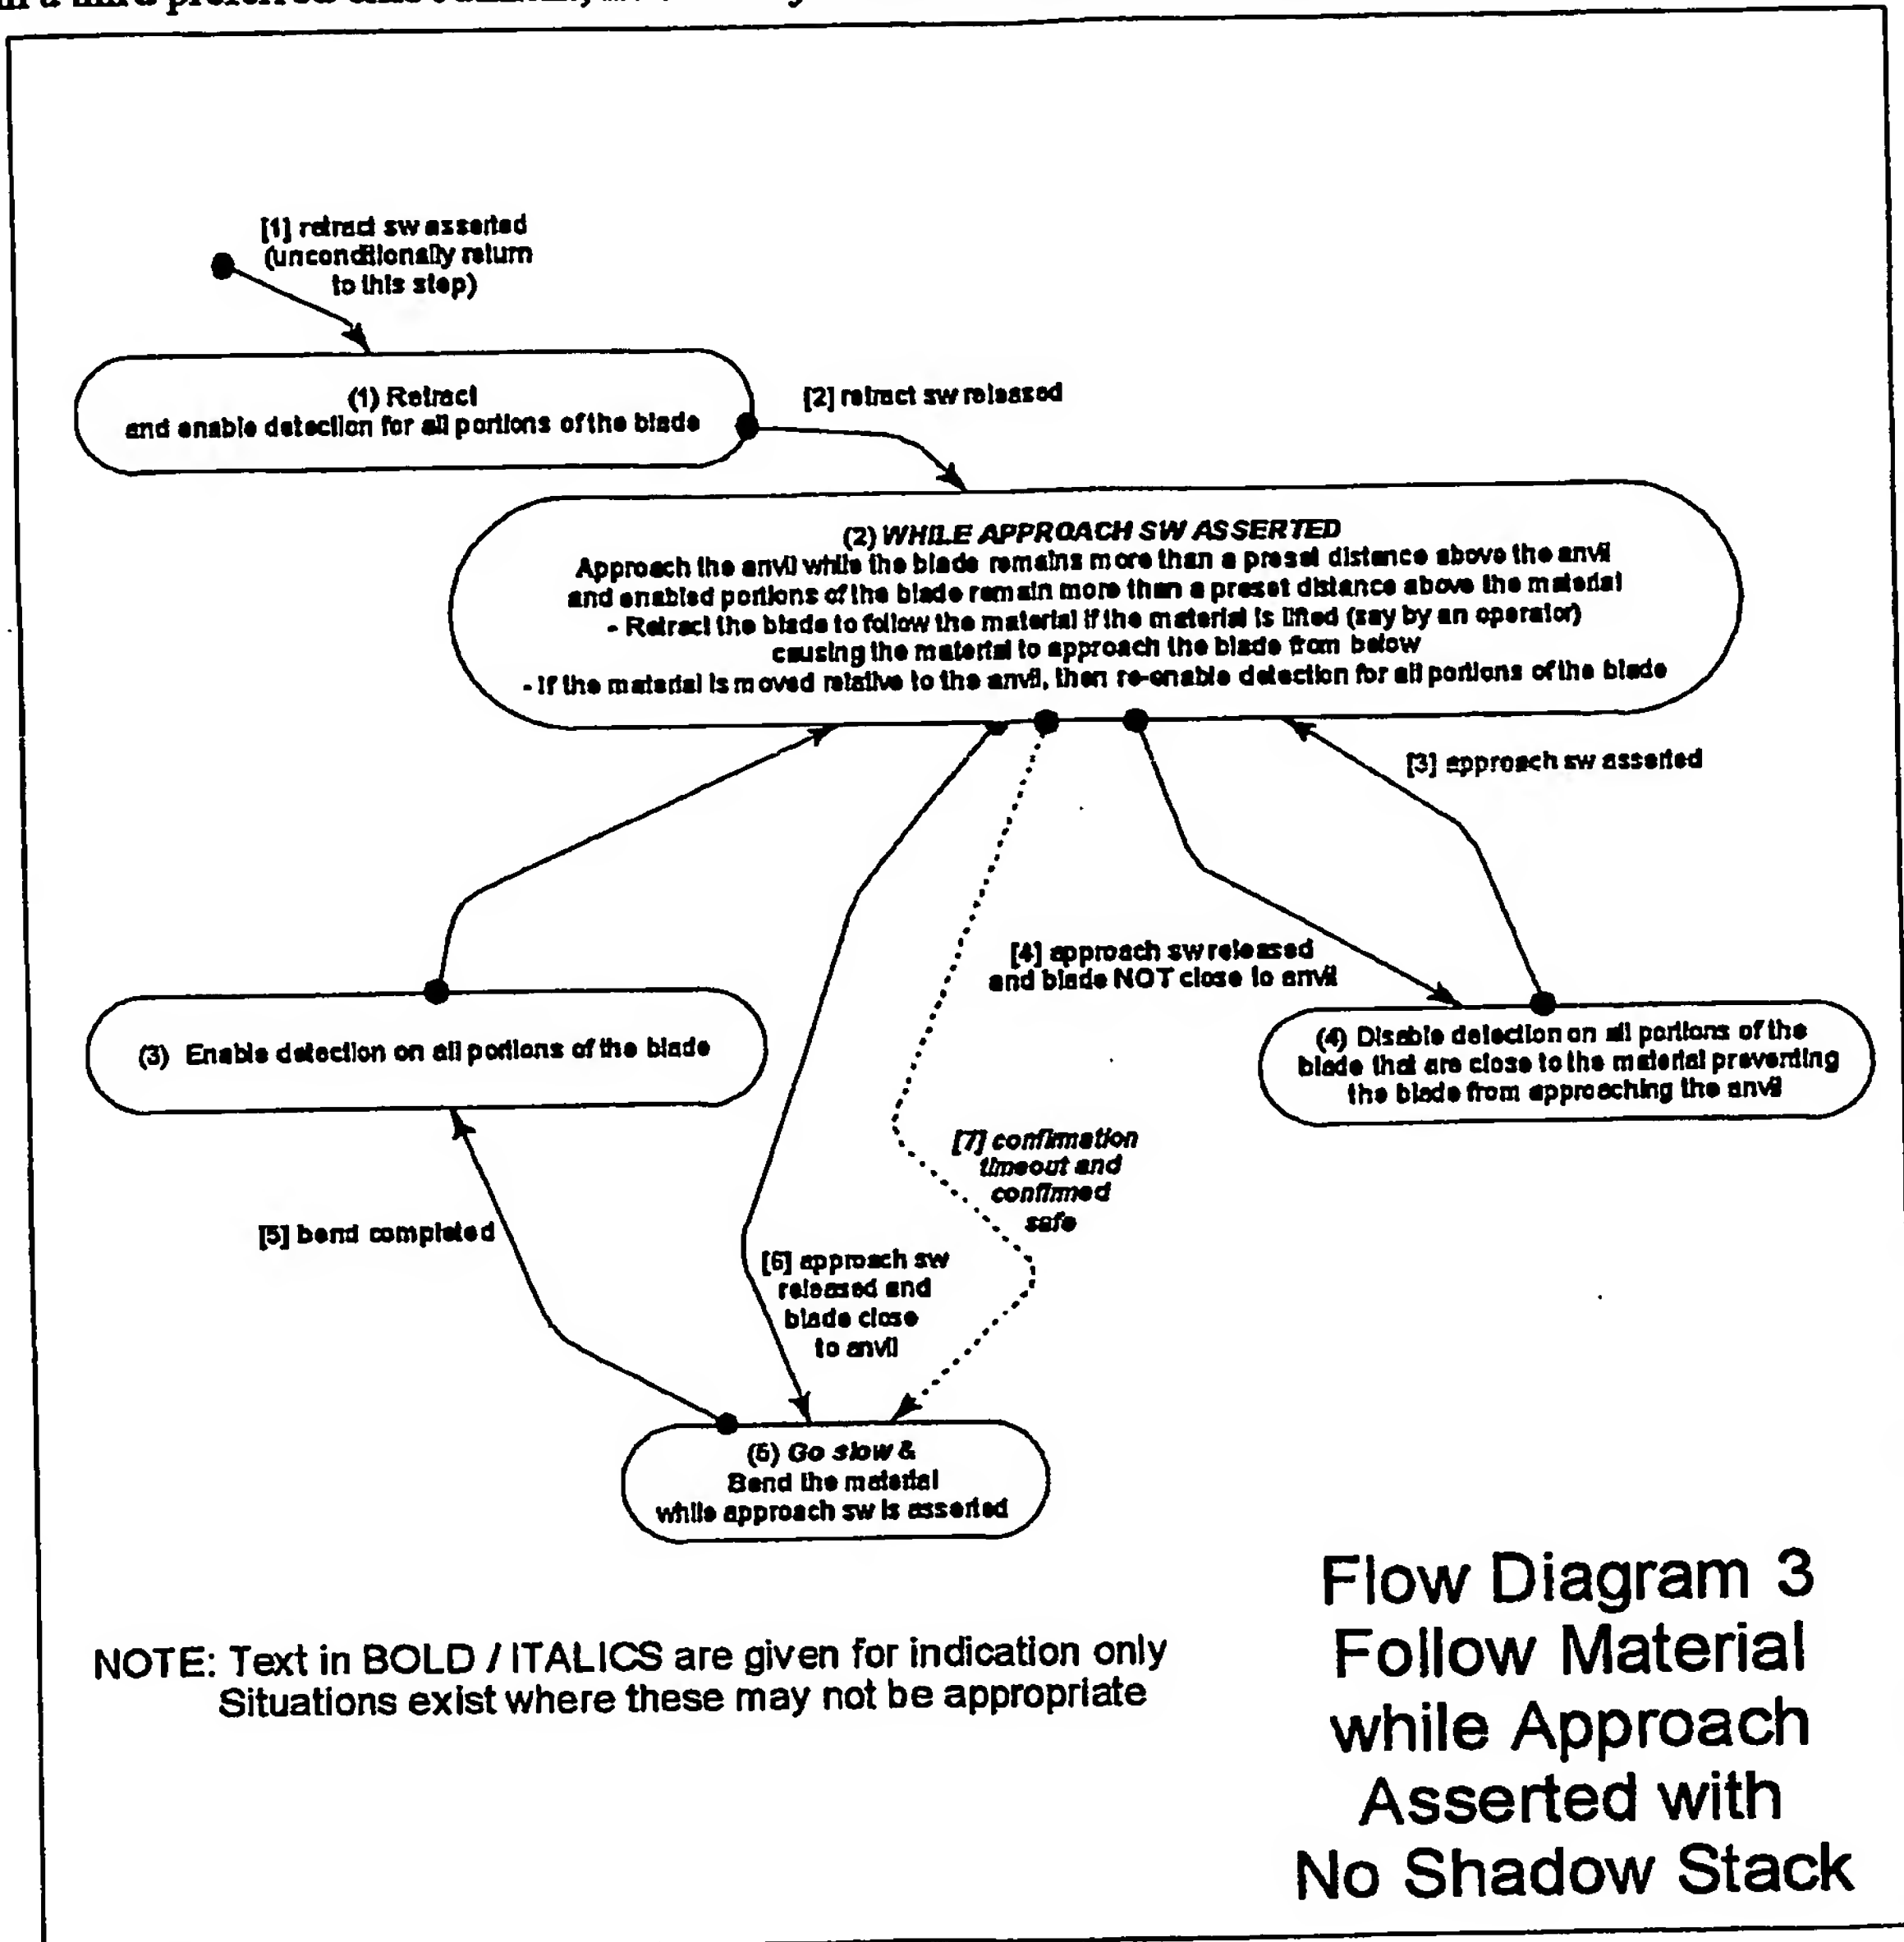 [1] retract sw asserted
(unconditionally return
to this step)
(1) Retract
and enable detection for all portions of the blade
[2] retract sw released
(2) WHILE APPROACH SW ASSERTED
Approach the anvil while the blade remains more than a preset distance above the anvil
and enabled portions of the blade remain more than a preset distance above the material
- Retract the blade to follow the material if the material is lifted (say by an operator)
causing the material to approach the blade from below
- If the material is moved relative to the anvil, then re-enable detection for all portions of the blade
[3] approach sw asserted
[4] approach sw released
and blade NOT close to anvil
(3) Enable detection on all portions of the blade
(4) Disable detection on all portions of the
blade that are close to the material preventing
the blade from approaching the anvil
[7] confirmation
timeout and
confirmed
safe
[5] bend completed
[6] approach sw
released and
blade close
to anvil
(5) Go slow &
Bend the material
while approach sw is asserted
Flow Diagram 3
Follow Material
while Approach
Asserted with
No Shadow Stack
NOTE: Text in BOLD / ITALICS are given for indication only
Situations exist where these may not be appropriate